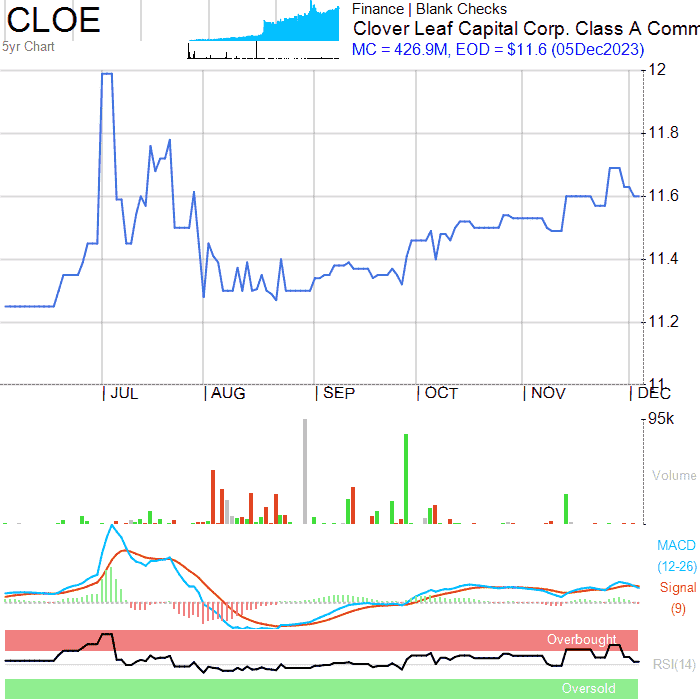 CLOE
5yr Chart
Finance | Blank Checks
Clover Leaf Capital Corp. Class A Comm
MC = 426.9M, EOD = $11.6 (05Dec2023)
12
11.8
11.6
11.4
11.2
11
| JUL | AUG | SEP | OCT | NOV | DEC
95k
Volume
MACD
(12-26)
Signal
(9)
Overbought
RSI(14)
Oversold